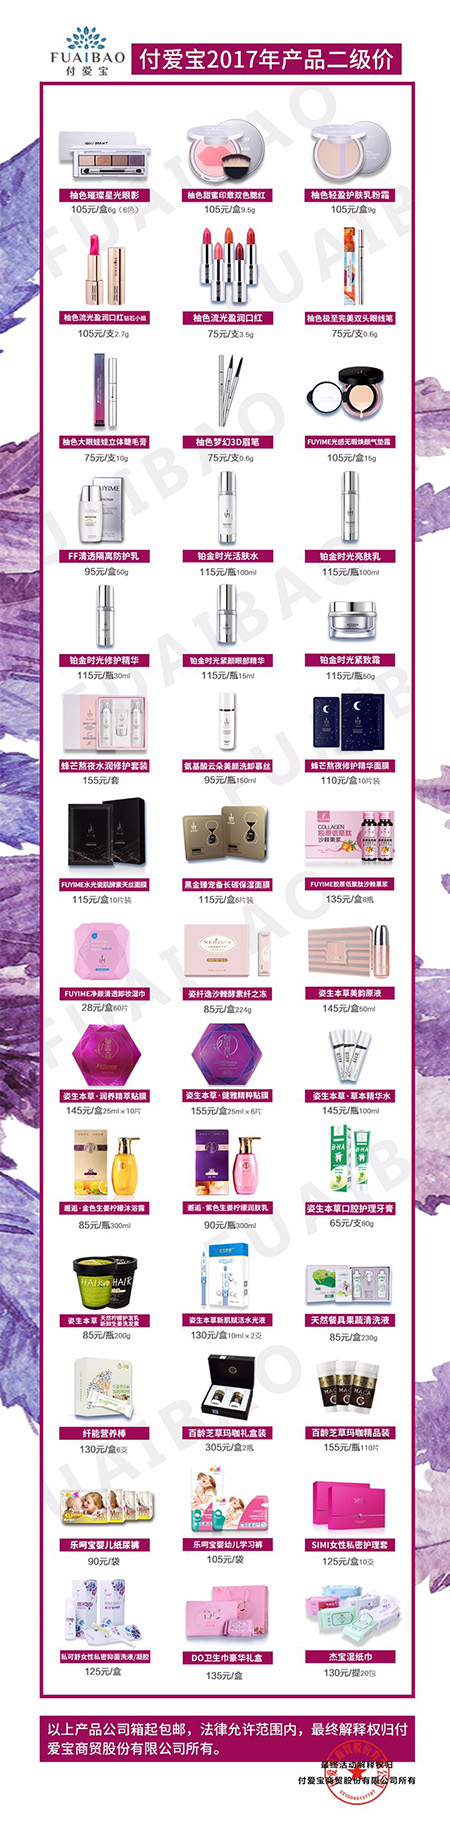 FUAIBAO
付爱宝
付爱宝2017年产品二级价
柚色璀璨星光眼影
105元/盒6g（6色）
柚色甜蜜印章双色腮红
105元/盒9.5g
柚色轻盈护肤乳粉霜
105元/盒9g
柚色流光盈润口红钻石小姐
105元/支2.7g
柚色流光盈润口红
75元/支3.5g
柚色极至完美双头眼线笔
75元/支0.6g
柚色大眼娃娃立体睫毛膏
75元/支10g
柚色梦幻3D眉笔
75元/支0.6g
FUYIME光感无暇焕颜气垫霜
105元/盒15g
FF清透隔离防护乳
95元/盒50g
铂金时光活肤水
115元/瓶100ml
铂金时光亮肤乳
115元/瓶100ml
铂金时光修护精华
115元/瓶30ml
铂金时光紧颜眼部精华
115元/瓶15ml
铂金时光紧致霜
115元/瓶50g
蜂芒熬夜水润修护套装
155元/套
氨基酸云朵美颜洗卸慕丝
95元/瓶150ml
蜂芒熬夜修护精华面膜
110元/盒10片装
FUYIME水光姿肌酵素天丝面膜
115元/盒10片装
黑金臻宠备长碳保湿面膜
115元/盒6片装
COLLAGEN
胶原低聚肽
沙棘果浆
FUYIME胶原低聚肽沙棘果浆
135元/盒8瓶
FUYIME净颜清透卸妆湿巾
28元/盒60片
姿纤逸沙棘酵素纤之冻
85元/盒224g
姿生本草美韵原液
145元/盒50ml
姿生本草·润养精萃贴膜
145元/盒25ml×10片
姿生本草·健雅精粹贴膜
155元/盒25ml×6片
姿生本草·草本精华水
145元/瓶100ml
邂逅·金色生姜柠檬沐浴露
85元/瓶300ml
邂逅·紫色生姜柠檬润肤乳
90元/瓶300ml
姿生本草口腔护理牙膏
65元/支80g
姿生本草 天然柠檬护发乳
新鲜生姜洗发素
85元/瓶200g
姿生本草新肌赋活水光液
130元/盒10ml×2支
天然餐具果蔬清洗液
85元/盒230g
纤能营养棒
130元/盒6支
百龄芝草玛咖礼盒装
305元/盒2瓶
百龄芝草玛咖精品装
155元/瓶110片
乐呵宝婴儿纸尿裤
90元/袋
乐呵宝婴幼儿学习裤
105元/袋
SIMI女性私密护理套
125元/盒10支
私可舒女性私密抑菌洗液/凝胶
125元/盒
DO卫生巾豪华礼盒
135元/盒
杰宝湿纸巾
130元/提20包
以上产品公司箱起包邮，法律允许范围内，最终解释权归付
爱宝商贸股份有限公司所有。
最终活动解释权归
付爱宝商贸股份有限公司所有